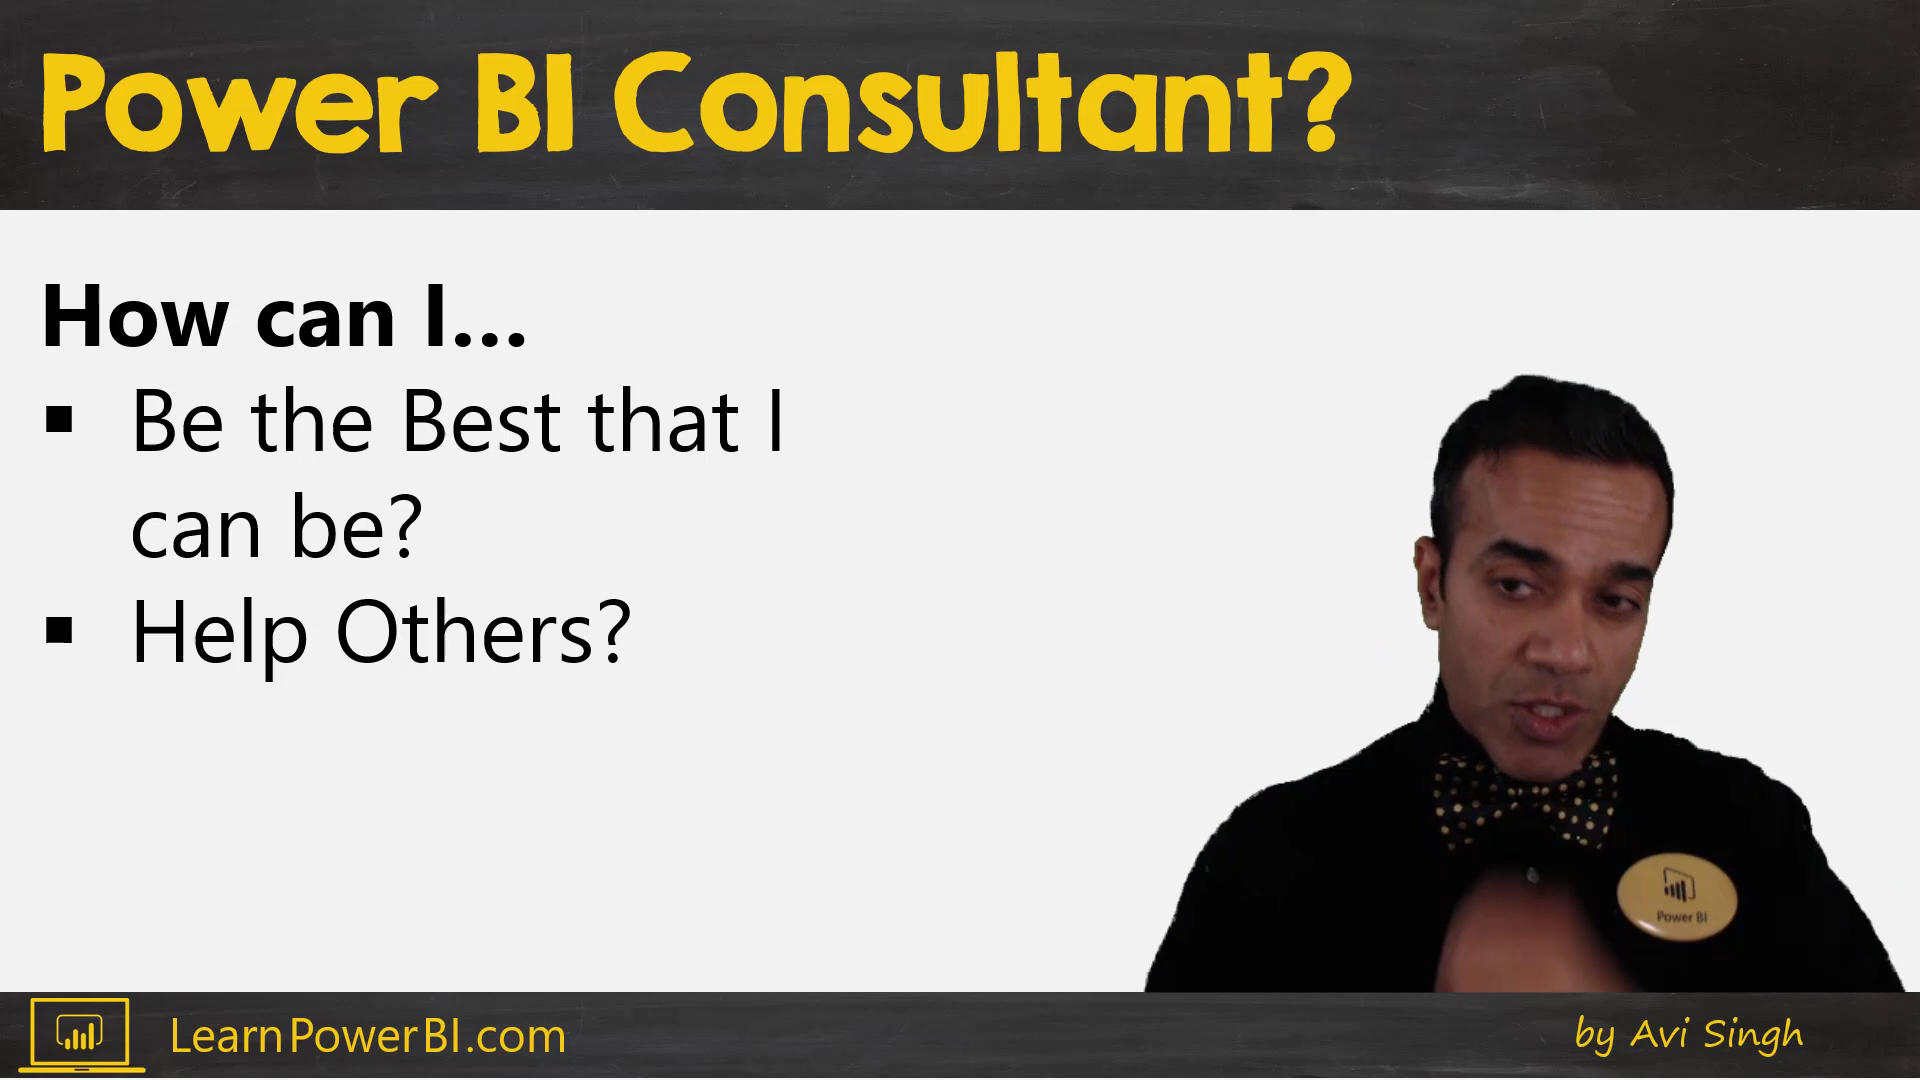 Power BI Consultant?
How can I...
▪ Be the Best that I
can be?
▪ Help Others?
Power BI
LearnPowerBI.com
by Avi Singh